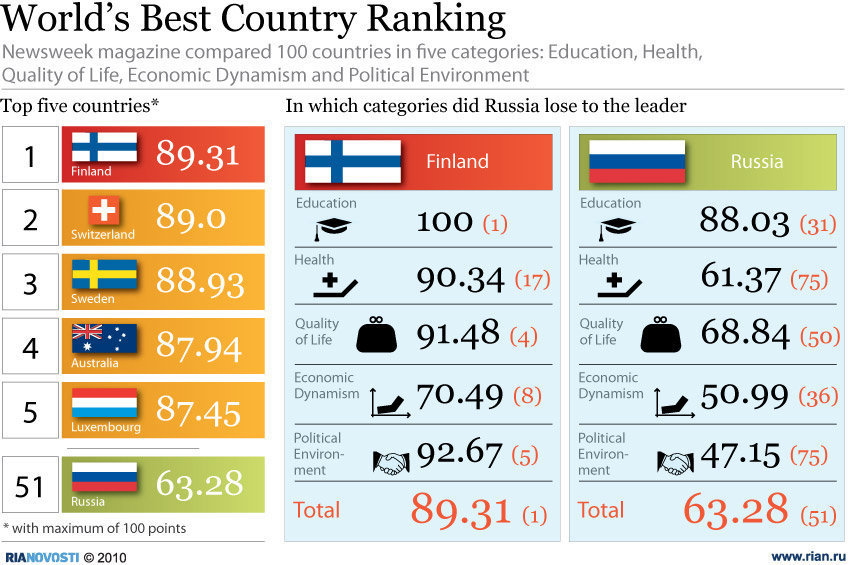 World's Best Country Ranking
Newsweek magazine compared 100 countries in five categories: Education, Health,
Quality of Life, Economic Dynamism and Political Environment
Top five countries*
1
Finland
89.31
2
Switzerland
89.0
3
Sweden
88.93
4
Australia
87.94
5
Luxembourg
87.45
51
Russia
63.28
* with maximum of 100 points
In which categories did Russia lose to the leader
Finland
Education
100 (1)
Health
90.34 (17)
Quality
of Life
91.48 (4)
Economic
Dynamism
70.49 (8)
Political
Environ-
ment
92.67 (5)
Total
89.31 (1)
Russia
Education
88.03 (31)
Health
61.37 (75)
Quality
of Life
68.84 (50)
Economic
Dynamism
50.99 (36)
Political
Environ-
ment
47.15 (75)
Total
63.28 (51)
RIANOVOSTI © 2010
www.rian.ru